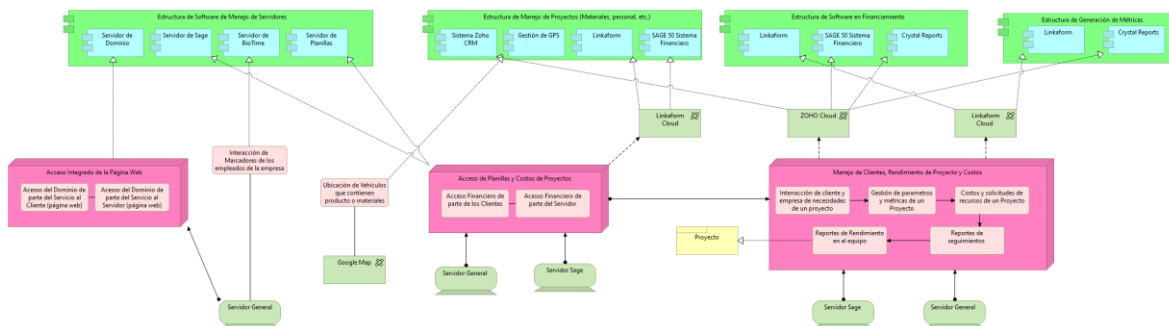 Estructura de Software de Manejo de Servidores
Servidor de
Dominio
Servidor de Sage
Servidor de
BioTime
Servidor de
Planillas
Estructura de Manejo de Proyectos (Materiales, personal, etc.)
Sistema Zoho
CRM
Gestión de GPS
Linkaform
SAGE 50 Sistema
Financiero
Estructura de Software en Financiamiento
Linkaform
SAGE 50 Sistema
Financiero
Crystal Reports
Estructura de Generación de Métricas
Linkaform
Crystal Reports
Linkaform
Cloud
ZOHO Cloud
Linkaform
Cloud
Interacción de
Marcadores de los
empleados de la empresa
Acceso Integrado de la Página Web
Acesso del Dominio de
parte del Servicio al
Cliente (página web)
Acesso del Dominio de
parte del Servicio al
Servidor (página web)
Ubicación de Vehículos
que contienen
producto o materiales
Acceso de Planillas y Costos de Proyectos
Acceso Financiero de
parte de los Clientes
Acceso Financiero de
parte del Servidor
Manejo de Clientes, Rendimiento de Proyecto y Costos
Interacción de cliente y
empresa de necesidades
de un proyecto
Gestión de parametros
y métricas de un
Proyecto
Costos y solicitudes de
recursos de un Proyecto
Reportes de Rendimiento
en el equipo
Reportes de
seguimientos
Proyecto
Google Map
Servidor General
Servidor General
Servidor Sage
Servidor Sage
Servidor General